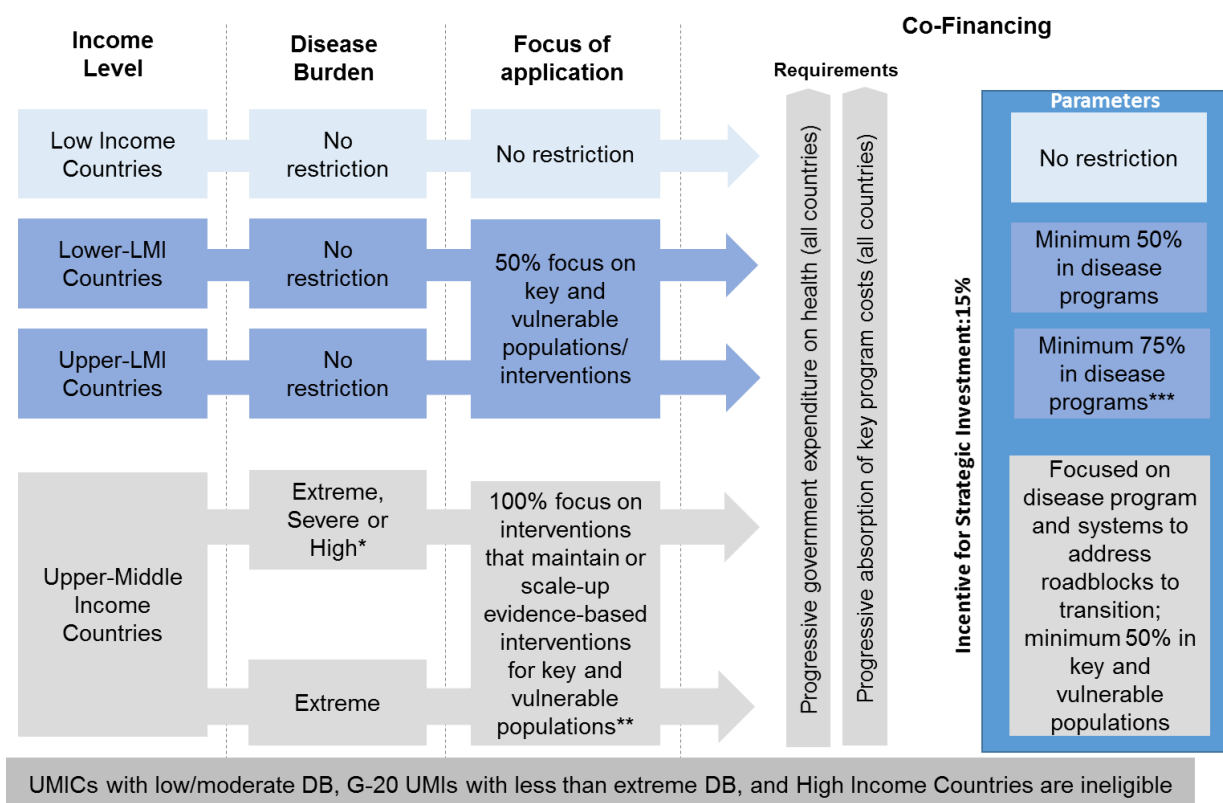 Income
Level
Disease
Burden
Focus of
application
Co-Financing
Requirements
Parameters
Low Income
Countries
No
restriction
No restriction
No restriction
Lower-LMI
Countries
No
restriction
50% focus on
key and
vulnerable
populations/
interventions
Minimum 50%
in disease
programs
Upper-LMI
Countries
No
restriction
Minimum 75%
in disease
programs***
Upper-Middle
Income
Countries
Extreme,
Severe or
High*
Extreme
100% focus on
interventions
that maintain or
scale-up
evidence-based
interventions
for key and
vulnerable
populations**
Progressive government expenditure on health (all countries)
Progressive absorption of key program costs (all countries)
Incentive for Strategic Investment:15%
Focused on
disease program
and systems to
address
roadblocks to
transition;
minimum 50% in
key and
vulnerable
populations
UMICs with low/moderate DB, G-20 UMIs with less than extreme DB, and High Income Countries are ineligible